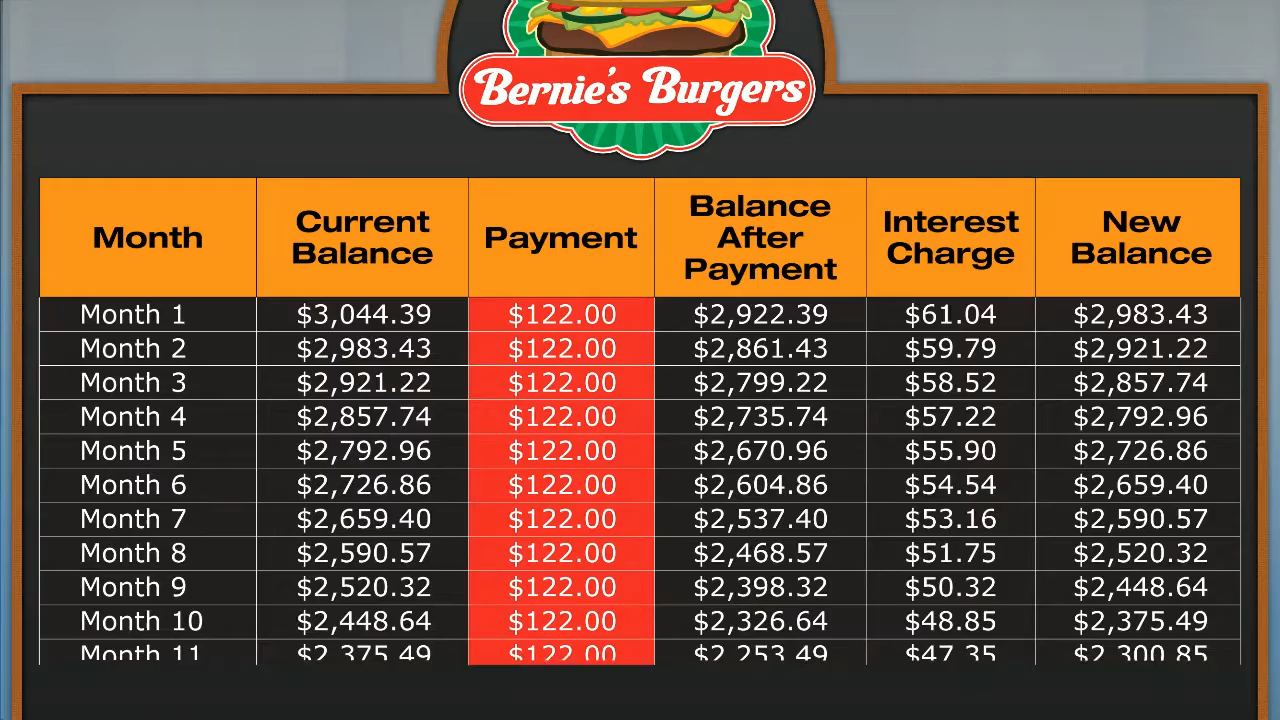 Bernie's Burgers
Month Current Balance Payment Balance After Payment Interest Charge New Balance
Month 1 $3,044.39 $122.00 $2,922.39 $61.04 $2,983.43
Month 2 $2,983.43 $122.00 $2,861.43 $59.79 $2,921.22
Month 3 $2,921.22 $122.00 $2,799.22 $58.52 $2,857.74
Month 4 $2,857.74 $122.00 $2,735.74 $57.22 $2,792.96
Month 5 $2,792.96 $122.00 $2,670.96 $55.90 $2,726.86
Month 6 $2,726.86 $122.00 $2,604.86 $54.54 $2,659.40
Month 7 $2,659.40 $122.00 $2,537.40 $53.16 $2,590.57
Month 8 $2,590.57 $122.00 $2,468.57 $51.75 $2,520.32
Month 9 $2,520.32 $122.00 $2,398.32 $50.32 $2,448.64
Month 10 $2,448.64 $122.00 $2,326.64 $48.85 $2,375.49
Month 11 $2,375.49 $122.00 $2,253.49 $47.35 $2,300.85